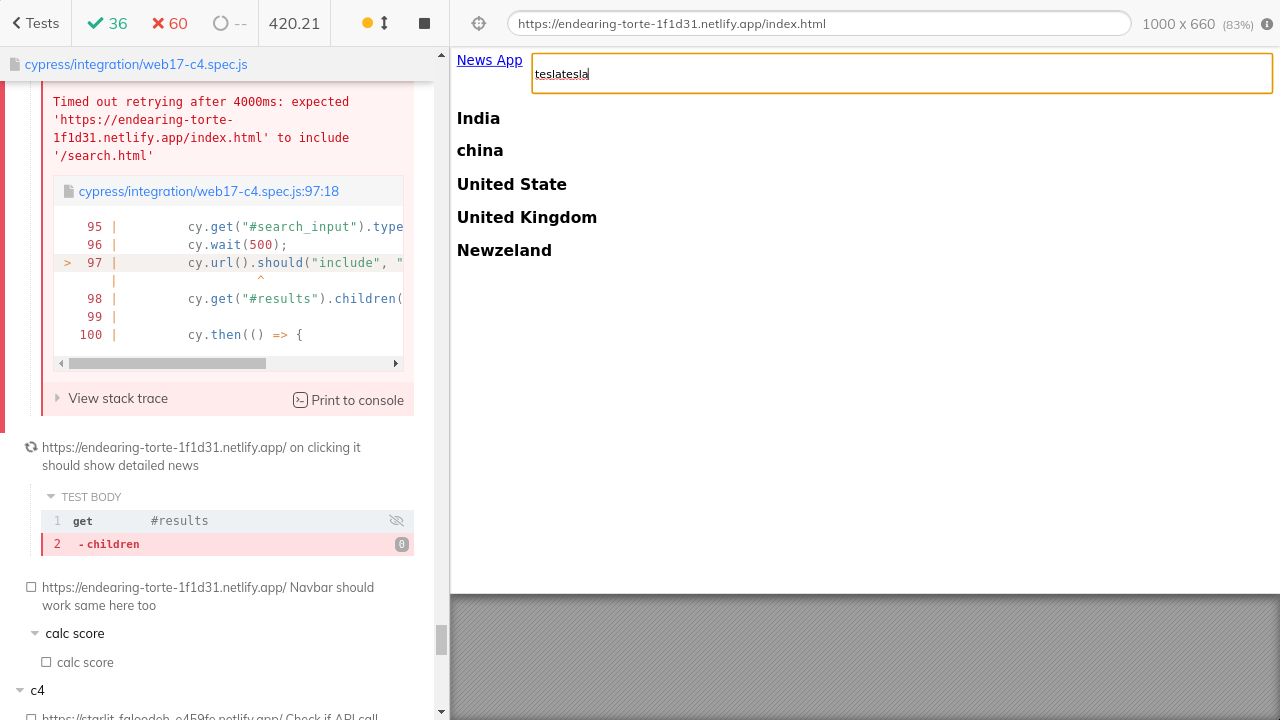 Tests
36
60
--
420.21
https://endearing-torte-1f1d31.netlify.app/index.html
1000 x 660 (83%)
cypress/integration/web17-c4.spec.js
Timed out retrying after 4000ms: expected
'https://endearing-torte-
1f1d31.netlify.app/index.html' to include
'/search.html'
cypress/integration/web17-c4.spec.js:97:18
95 | cy.get("#search_input").type
96 | cy.wait(500);
> 97 | cy.url().should("include", "
| ^
98 | cy.get("#results").children(
99 |
100 | cy.then(() => {
View stack trace
Print to console
https://endearing-torte-1f1d31.netlify.app/ on clicking it
should show detailed news
TEST BODY
1 get #results
2 -children 0
https://endearing-torte-1f1d31.netlify.app/ Navbar should
work same here too
calc score
calc score
c4
News App
teslatesla
India
china
United State
United Kingdom
Newzeland